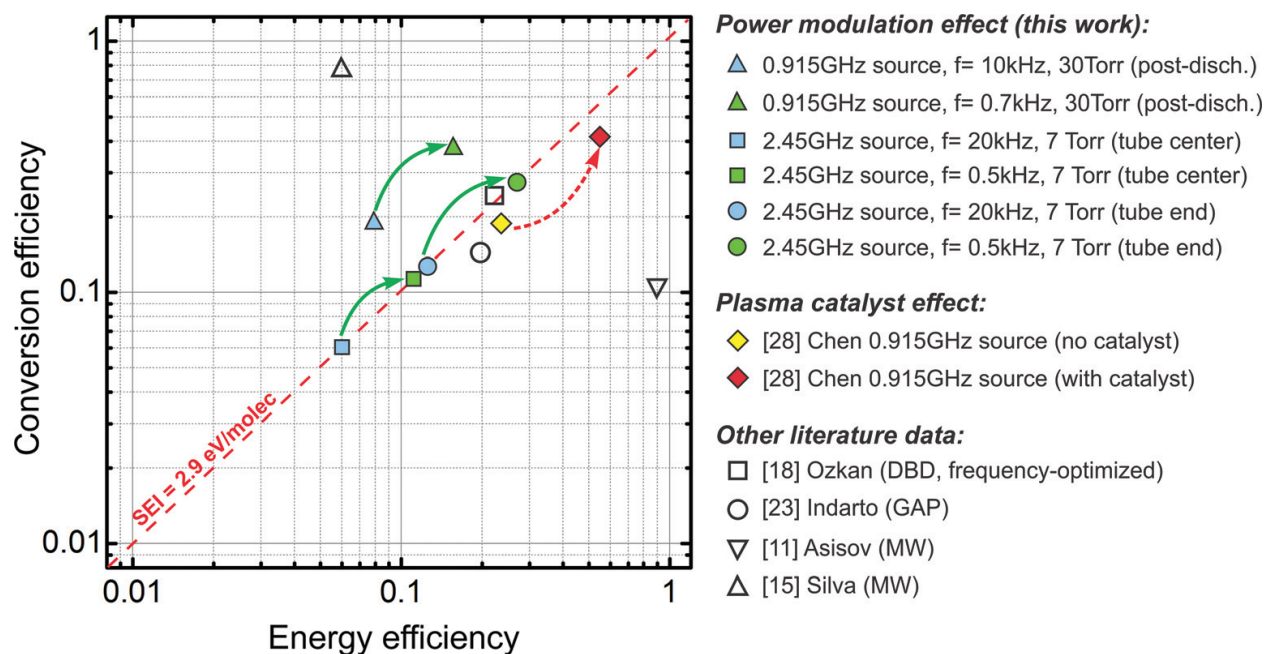 Conversion efficiency
1
0.1
0.01
0.01
0.1
1
Energy efficiency
SEI = 2.9 eV/molec
Power modulation effect (this work):
0.915GHz source, f= 10kHz, 30Torr (post-disch.)
0.915GHz source, f= 0.7kHz, 30Torr (post-disch.)
2.45GHz source, f= 20kHz, 7 Torr (tube center)
2.45GHz source, f= 0.5kHz, 7 Torr (tube center)
2.45GHz source, f= 20kHz, 7 Torr (tube end)
2.45GHz source, f= 0.5kHz, 7 Torr (tube end)
Plasma catalyst effect:
[28] Chen 0.915GHz source (no catalyst)
[28] Chen 0.915GHz source (with catalyst)
Other literature data:
[18] Ozkan (DBD, frequency-optimized)
[23] Indarto (GAP)
[11] Asisov (MW)
[15] Silva (MW)